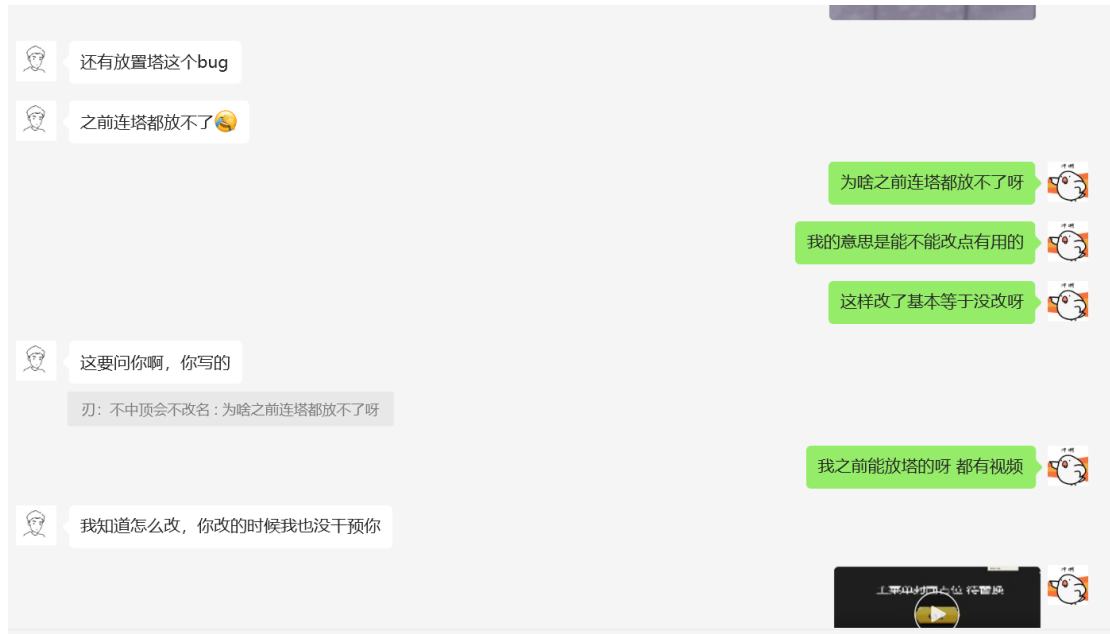 还有放置塔这个bug
之前连塔都放不了
为啥之前连塔都放不了呀
我的意思是能不能改点有用的
这样改了基本等于没改呀
这要问你啊，你写的
刃：不中顶会不改名 : 为啥之前连塔都放不了呀
我之前能放塔的呀 都有视频
我知道怎么改，你改的时候我也没干预你